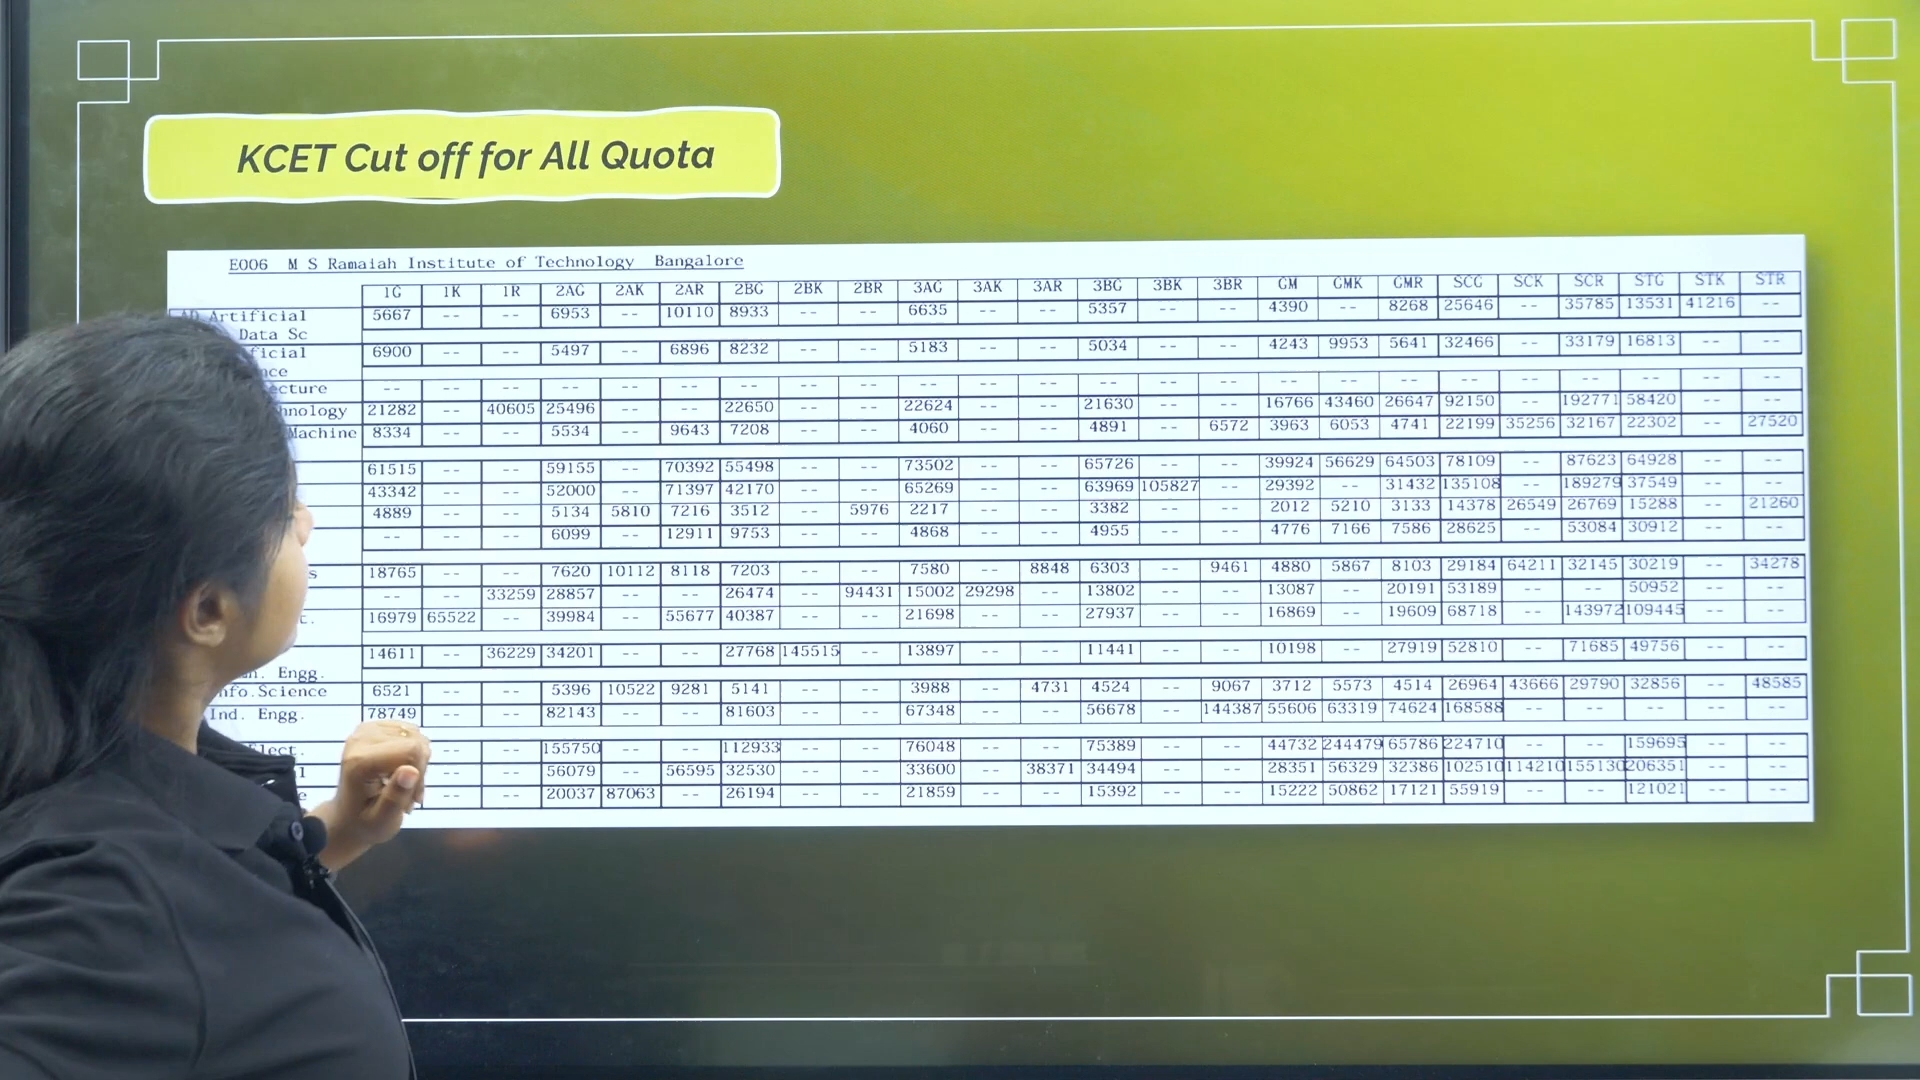 KCET Cut off for All Quota
E006 M S Ramaiah Institute of Technology Bangalore
1G 1K 1R 2AG 2AK 2AR 2BG 2BK 2BR 3AG 3AK 3AR 3BG 3BK 3BR GM GMK GMR SCG SCK SCR STG STK STR
Artificial 5667 -- -- 6953 -- 10110 8933 -- -- 6635 -- -- 5357 -- -- 4390 -- 8268 25646 -- 35785 13531 41216 --
Data Sc
6900 -- -- 5497 -- 6896 8232 -- -- 5183 -- -- 5034 -- -- 4243 9953 5641 32466 -- 33179 16813 -- --
-- -- -- -- -- -- -- -- -- -- -- -- -- -- -- -- -- -- -- -- -- -- -- --
21282 -- 40605 25496 -- -- 22650 -- -- 22624 -- -- 21630 -- -- 16766 43460 26647 92150 -- 192771 58420 -- --
Machine 8334 -- -- 5534 -- 9643 7208 -- -- 4060 -- -- 4891 -- 6572 3963 6053 4741 22199 35256 32167 22302 -- 27520
61515 -- -- 59155 -- 70392 55498 -- -- 73502 -- -- 65726 -- -- 39924 56629 64503 78109 -- 87623 64928 -- --
43342 -- -- 52000 -- 71397 42170 -- -- 65269 -- -- 63969 105827 -- 29392 -- 31432 135108 -- 189279 37549 -- --
4889 -- -- 5134 5810 7216 3512 -- 5976 2217 -- -- 3382 -- -- 2012 5210 3133 14378 26549 26769 15288 -- 21260
-- -- -- 6099 -- 12911 9753 -- -- 4868 -- -- 4955 -- -- 4776 7166 7586 28625 -- 53084 30912 -- --
18765 -- -- 7620 10112 8118 7203 -- -- 7580 -- 8848 6303 -- 9461 4880 5867 8103 29184 64211 32145 30219 -- 34278
-- -- 33259 28857 -- -- 26474 -- 94431 15002 29298 -- 13802 -- -- 13087 -- 20191 53189 -- -- 50952 -- --
16979 65522 -- 39984 -- 55677 40387 -- -- 21698 -- -- 27937 -- -- 16869 -- 19609 68718 -- 143972 109445 -- --
14611 -- 36229 34201 -- -- 27768 145515 -- 13897 -- -- 11441 -- -- 10198 -- 27919 52810 -- 71685 49756 -- --
Engg.
Science 6521 -- -- 5396 10522 9281 5141 -- -- 3988 -- 4731 4524 -- 9067 3712 5573 4514 26964 43666 29790 32856 -- 48585
Ind. Engg. 78749 -- -- 82143 -- -- 81603 -- -- 67348 -- -- 56678 -- 144387 55606 63319 74624 168588 -- -- -- -- --
-- -- 155750 -- -- 112933 -- -- 76048 -- -- 75389 -- -- 44732 244479 65786 224710 -- -- 159695 -- --
-- -- 56079 -- 56595 32530 -- -- 33600 -- 38371 34494 -- -- 28351 56329 32386 102510 114210 155130 206351 -- --
-- -- 20037 87063 -- 26194 -- -- 21859 -- -- 15392 -- -- 15222 50862 17121 55919 -- -- 121021 -- --